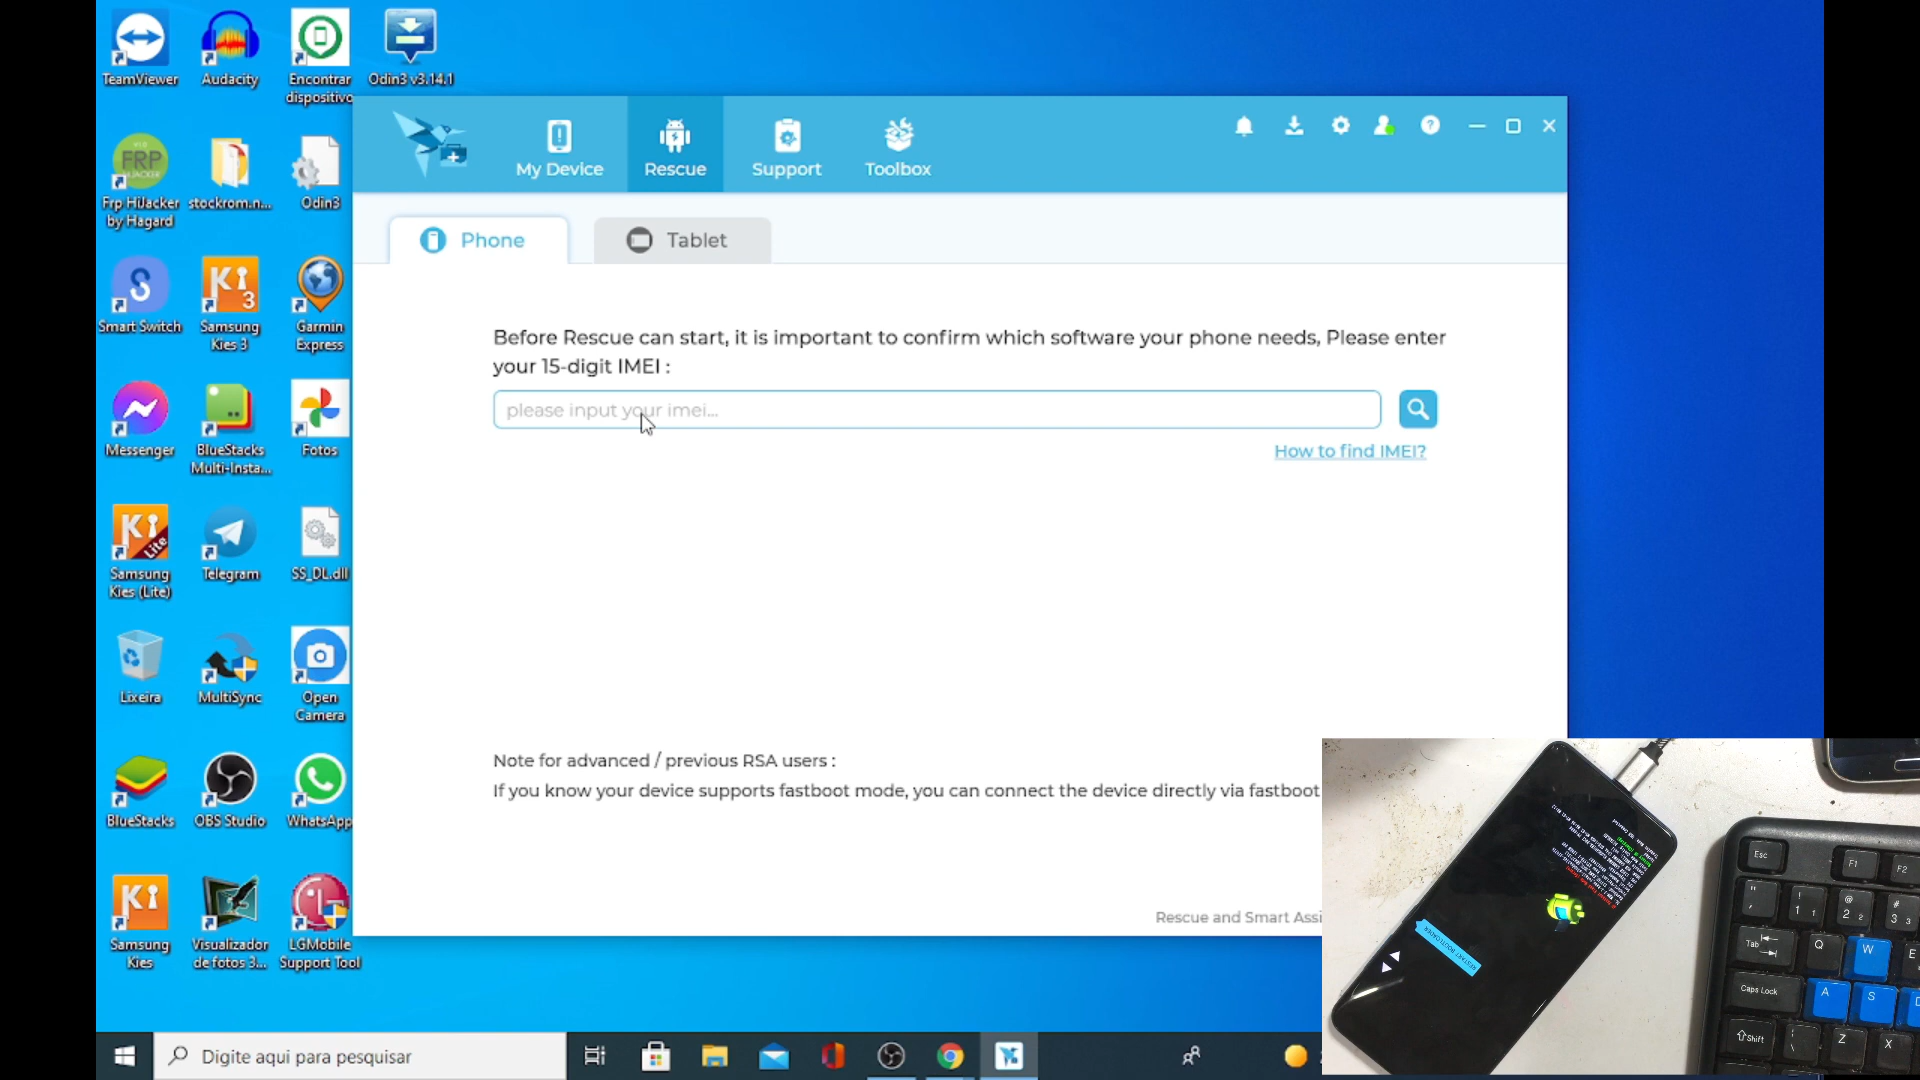 TeamViewer
Audacity
Encontrar
dispositivo
Odin3 v3.14.1
Frp HiJacker
by Hagard
stockrom.n...
Odin3
Smart Switch
Samsung
Kies 3
Garmin
Express
Messenger
BlueStacks
Multi-Insta...
Fotos
Samsung
Kies (Lite)
Telegram
SS_DL.dll
Lixeira
MultiSync
Open
Camera
BlueStacks
OBS Studio
WhatsApp
Samsung
Kies
Visualizador
de fotos 3...
LGMobile
Support Tool
My Device
Rescue
Support
Toolbox
Phone
Tablet
Before Rescue can start, it is important to confirm which software your phone needs, Please enter
your 15-digit IMEI :
please input your imei...
How to find IMEI?
Note for advanced / previous RSA users :
If you know your device supports fastboot mode, you can connect the device directly via fastboot
Rescue and Smart Assi
Digite aqui para pesquisar
RESTART BOOTLOADER
Esc
F1
F2
Tab
Q
W
E
Caps Lock
A
S
Shift
Z
X